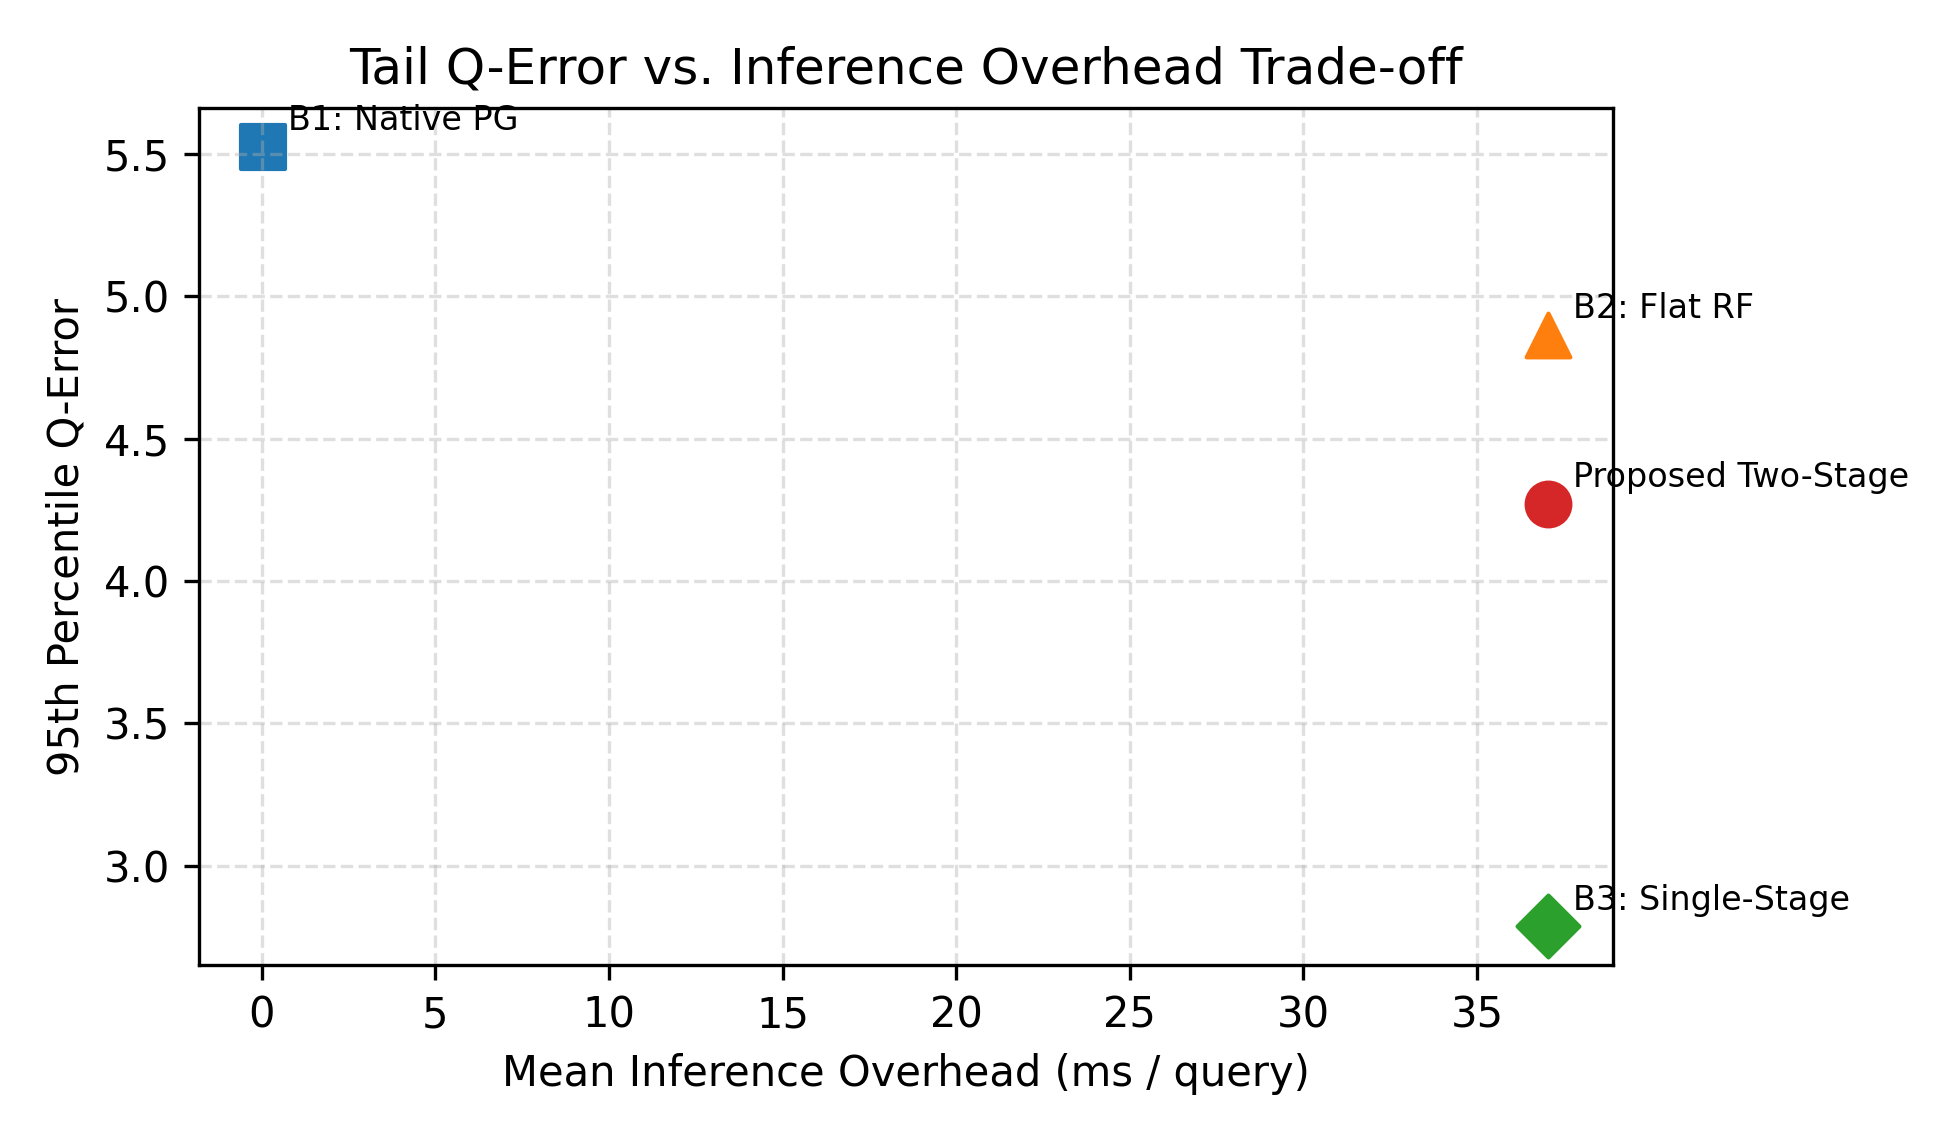 Tail Q-Error vs. Inference Overhead Trade-off
B1: Native PG
5.5
5.0
B2: Flat RF
4.5
Proposed Two-Stage
4.0
3.5
3.0
B3: Single-Stage
95th Percentile Q-Error
0 5 10 15 20 25 30 35
Mean Inference Overhead (ms / query)